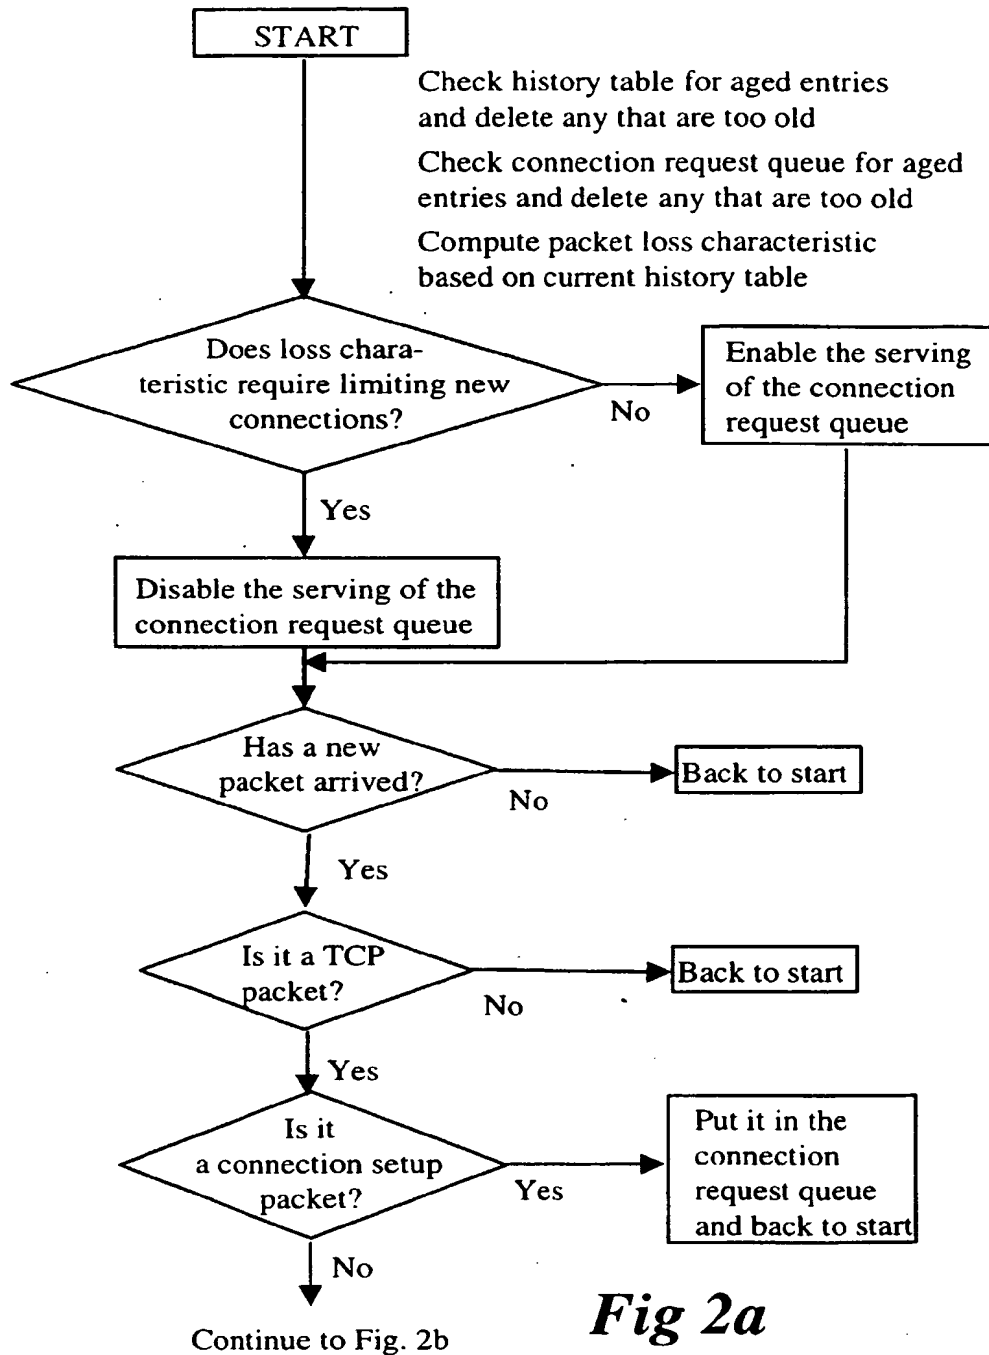 START
Check history table for aged entries
and delete any that are too old
Check connection request queue for aged
entries and delete any that are too old
Compute packet loss characteristic
based on current history table
Does loss chara-
teristic require limiting new
connections?
No
Enable the serving
of the connection
request queue
Yes
Disable the serving of the
connection request queue
Has a new
packet arrived?
No
Back to start
Yes
Is it a TCP
packet?
No
Back to start
Yes
Is it
a connection setup
packet?
Yes
Put it in the
connection
request queue
and back to start
No
Continue to Fig. 2b
Fig 2a